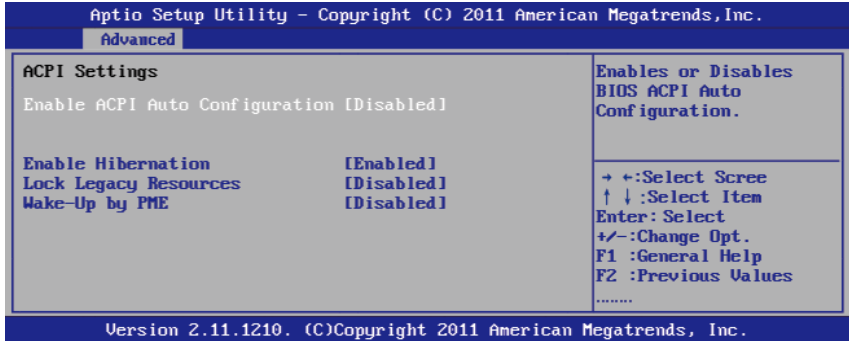 Aptio Setup Utility - Copyright (C) 2011 American Megatrends,Inc.
Advanced
ACPI Settings
Enable ACPI Auto Configuration [Disabled]
Enable Hibernation [Enabled]
Lock Legacy Resources [Disabled]
Wake-Up by PME [Disabled]
Enables or Disables
BIOS ACPI Auto
Configuration.
→ ←:Select Scree
↑ ↓:Select Item
Enter: Select
+/-:Change Opt.
F1 :General Help
F2 :Previous Values
........
Version 2.11.1210. (C)Copyright 2011 American Megatrends, Inc.